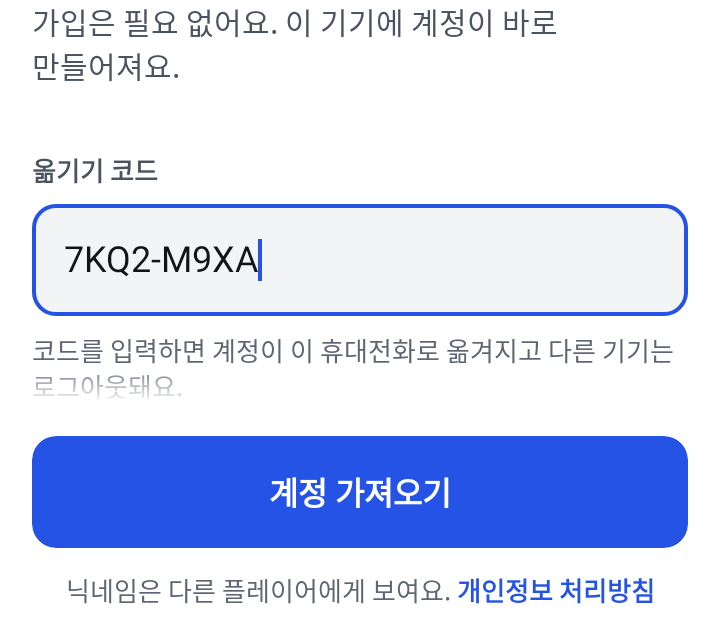 가입은 필요 없어요. 이 기기에 계정이 바로
만들어져요.
옮기기 코드
7KQ2-M9XA
코드를 입력하면 계정이 이 휴대전화로 옮겨지고 다른 기기는
로그아웃돼요.
계정 가져오기
닉네임은 다른 플레이어에게 보여요. 개인정보 처리방침